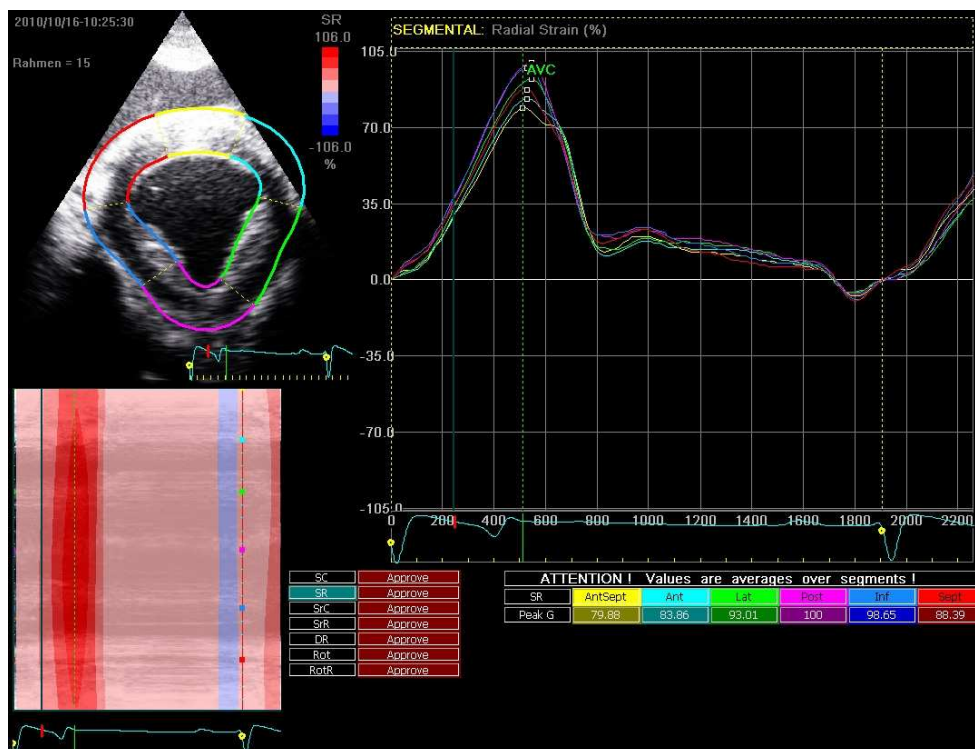 2010/10/16-10:25:30
Rahmen = 15
SR
106.0
-106.0
%
SEGMENTAL: Radial Strain (%)
105.0
70.0
35.0
0.0
-35.0
-70.0
-105.0
AVC
0 200 400 600 800 1000 1200 1400 1600 1800 2000 2200
SC Approve
SR Approve
SrC Approve
SrR Approve
DR Approve
Rot Approve
RotR Approve
ATTENTION ! Values are averages over segments !
SR AntSept Ant Lat Post Inf Sept
Peak G 79.88 83.86 93.01 100 98.65 88.39